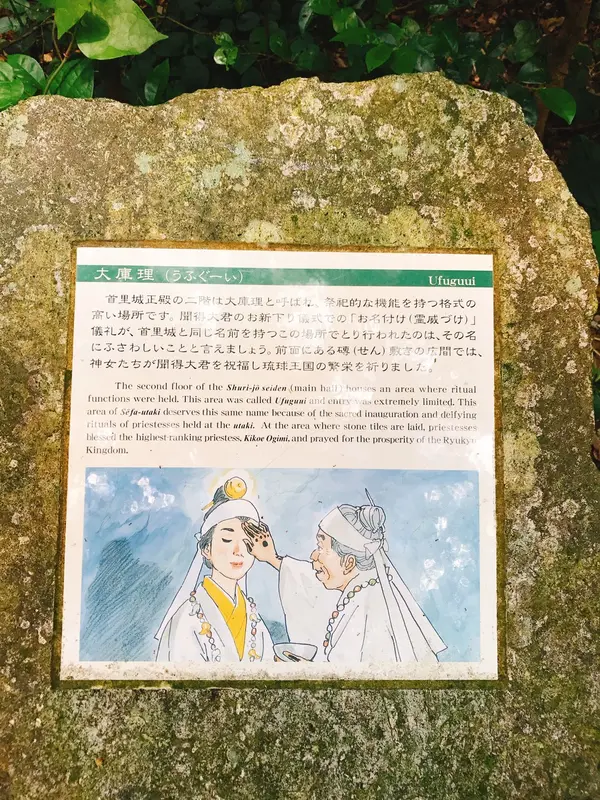 大庫理（うふぐーい）
Ufuguui
首里城正殿の二階は大庫理と呼ばれ、祭祀的な機能を持つ格式の
高い場所です。聞得大君のお新下り儀式での「お名付け（霊威づけ）」
儀礼が、首里城と同じ名前を持つこの場所でとり行われたのは、その名
にふさわしいことと言えましょう。前面にある磚（せん）敷きの広間では、
神女たちが聞得大君を祝福し琉球王国の繁栄を祈りました。
The second floor of the Shuri-jō seiden (main hall) houses an area where ritual
functions were held. This area was called Ufuguui and entry was extremely limited. This
area of Sēfa-utaki deserves this same name because of the sacred inauguration and deifying
rituals of priestesses held at the utaki. At the area where stone tiles are laid, priestesses
blessed the highest ranking priestess, Kikoe Ogimi, and prayed for the prosperity of the Ryukyu
Kingdom.